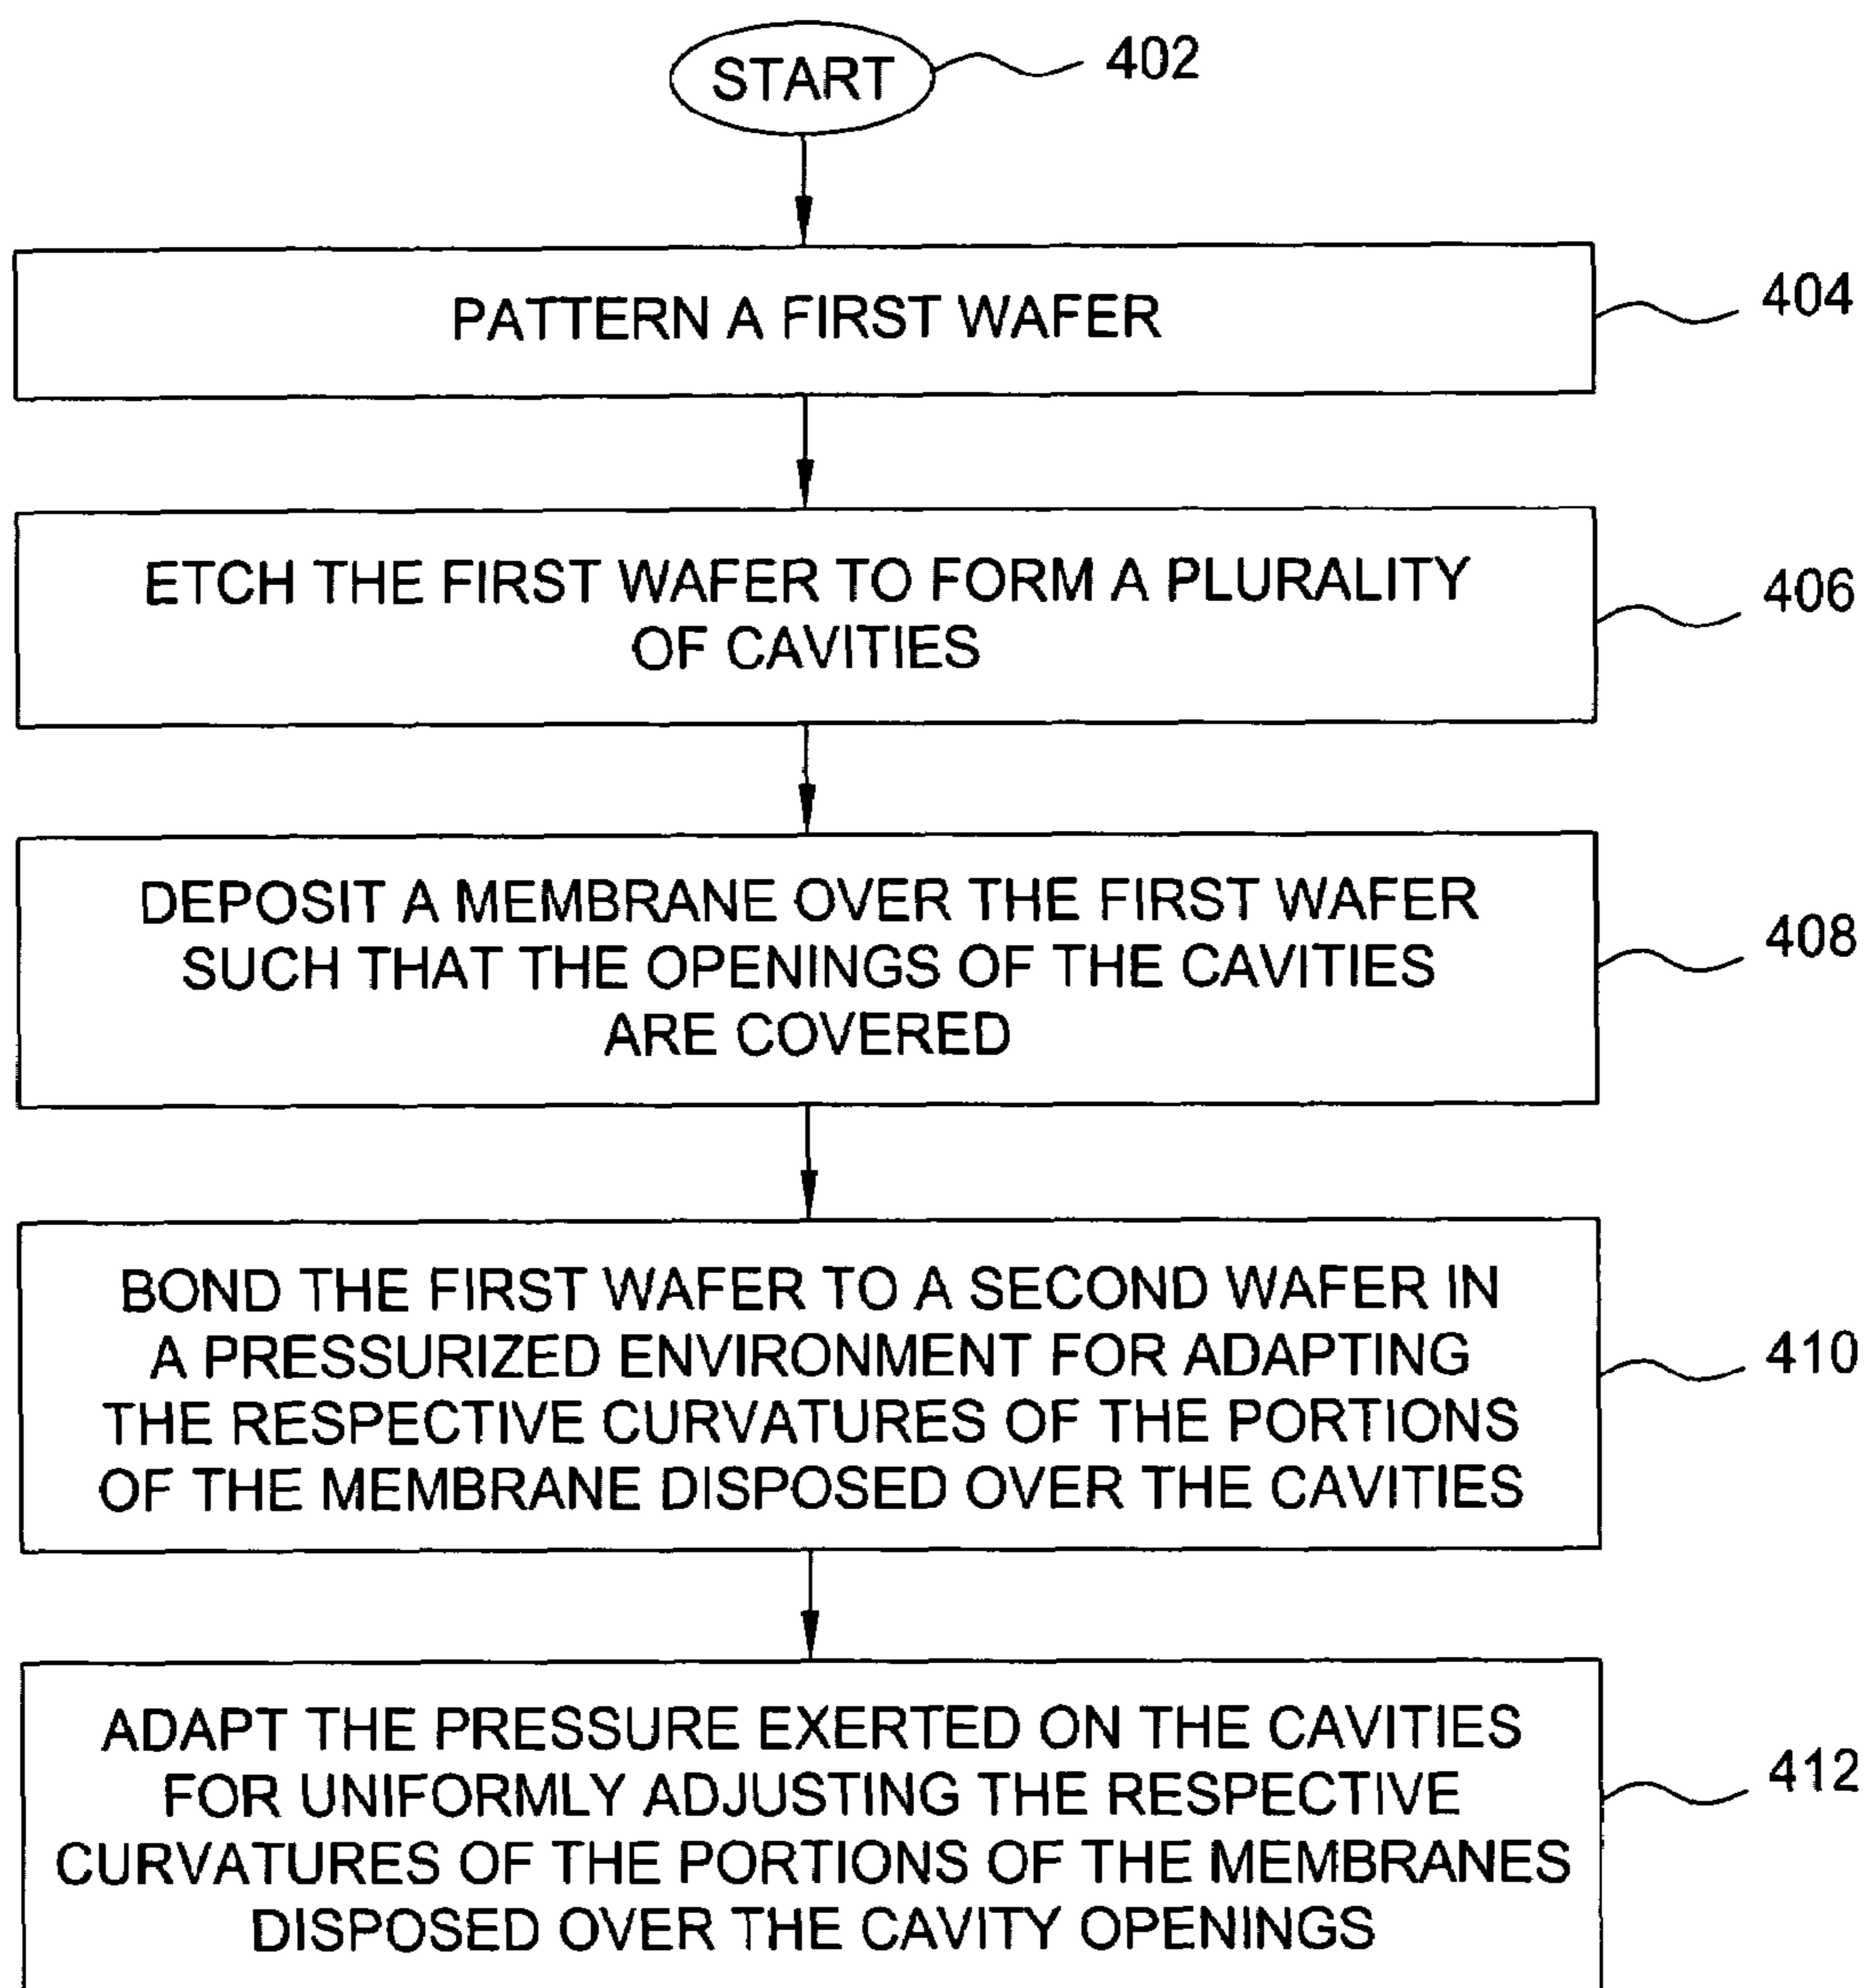 START
402
PATTERN A FIRST WAFER
404
ETCH THE FIRST WAFER TO FORM A PLURALITY
OF CAVITIES
406
DEPOSIT A MEMBRANE OVER THE FIRST WAFER
SUCH THAT THE OPENINGS OF THE CAVITIES
ARE COVERED
408
BOND THE FIRST WAFER TO A SECOND WAFER IN
A PRESSURIZED ENVIRONMENT FOR ADAPTING
THE RESPECTIVE CURVATURES OF THE PORTIONS
OF THE MEMBRANE DISPOSED OVER THE CAVITIES
410
ADAPT THE PRESSURE EXERTED ON THE CAVITIES
FOR UNIFORMLY ADJUSTING THE RESPECTIVE
CURVATURES OF THE PORTIONS OF THE MEMBRANES
DISPOSED OVER THE CAVITY OPENINGS
412